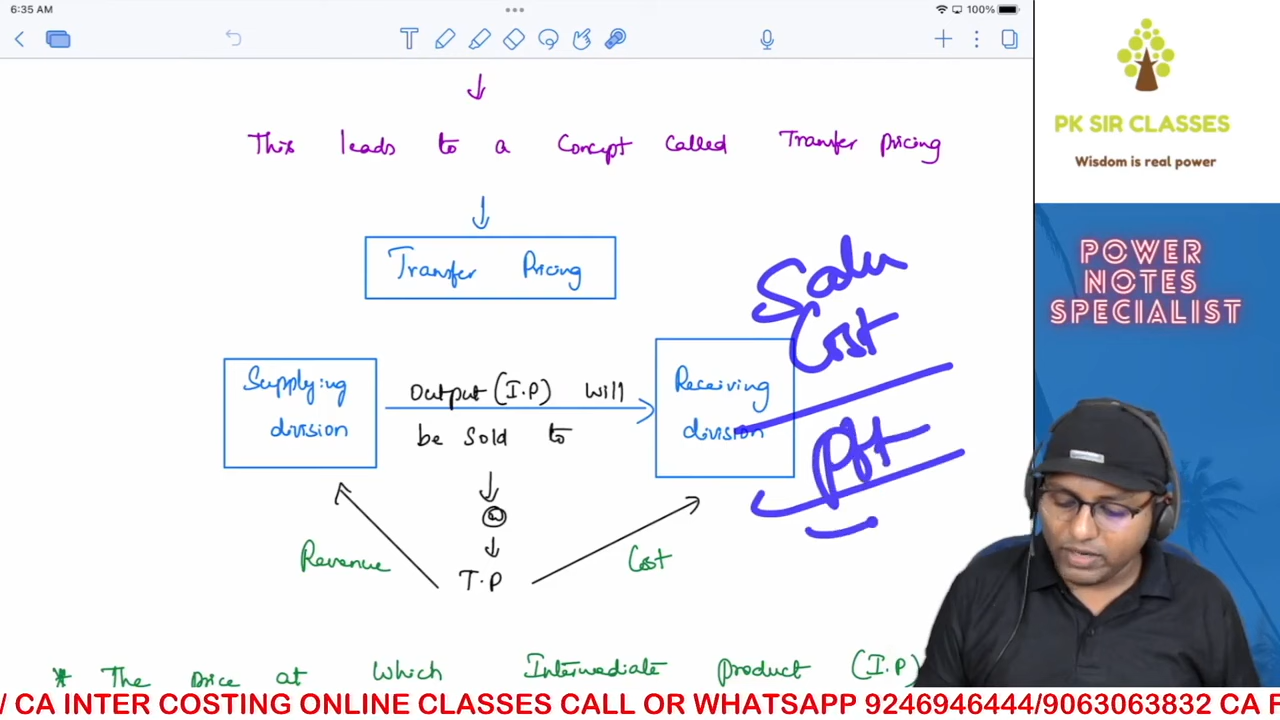 6:35 AM
100%
T
This leads to a Concept called Transfer pricing
Transfer Pricing
Supplying division
Output (I.P) will be Sold to
Receiving division
@
T.P
Revenue
Cost
Cost
Pft
* The price at which Intermediate product (I.P)
PK SIR CLASSES
Wisdom is real power
POWER
NOTES
SPECIALIST
CA INTER COSTING ONLINE CLASSES CALL OR WHATSAPP 9246946444/9063063832 CA